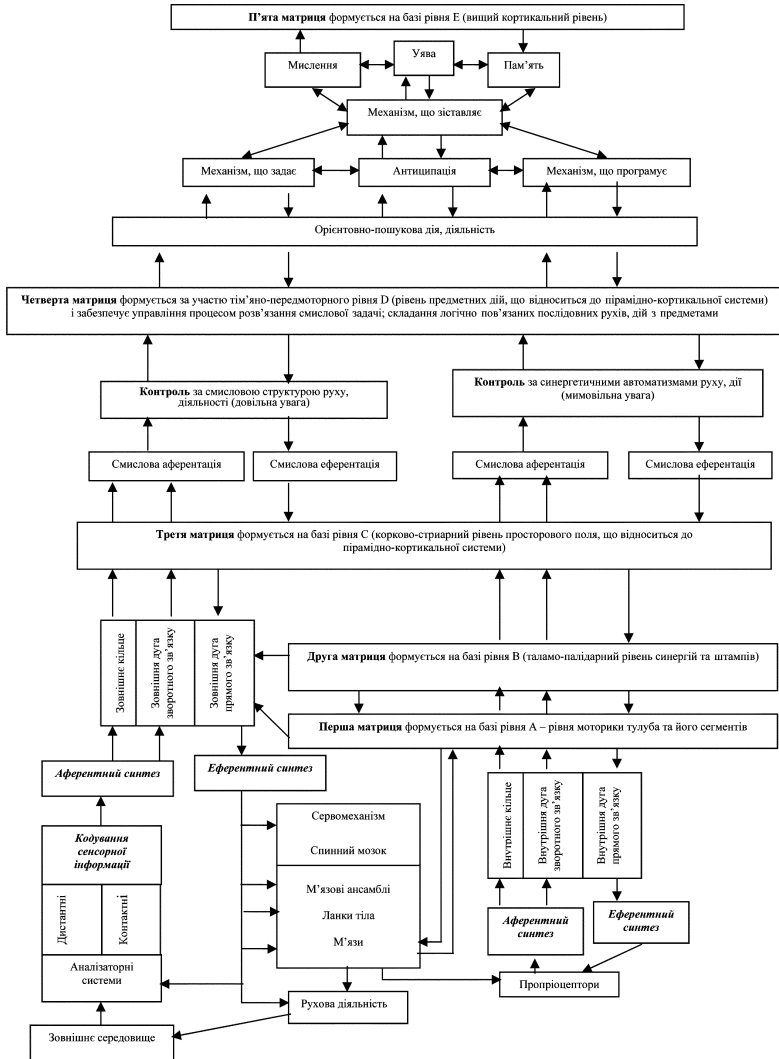 П’ята матриця формується на базі рівня Е (вищий кортикальний рівень)
Уява
Мислення
Пам’ять
Механізм, що зіставляє
Механізм, що задає
Антиципація
Механізм, що програмує
Орієнтовно-пошукова дія, діяльність
Четверта матриця формується за участю тім’яно-передмоторного рівня D (рівень предметних дій, що відноситься до пірамідно-кортикальної системи)
і забезпечує управління процесом розв’язання смислової задачі; складання логічно пов’язаних послідовних рухів, дій з предметами
Контроль за смисловою структурою руху,
діяльності (довільна увага)
Контроль за синергетичними автоматизмами руху, дії
(мимовільна увага)
Смислова аферентація
Смислова еферентація
Смислова аферентація
Смислова еферентація
Третя матриця формується на базі рівня С (корково-стриарний рівень просторового поля, що відноситься до
пірамідно-кортикальної системи)
Зовнішнє кільце
Зовнішня дуга
зворотного зв’язку
Зовнішня дуга
прямого зв’язку
Друга матриця формується на базі рівня В (таламо-палідарний рівень синергій та штампів)
Перша матриця формується на базі рівня А – рівня моторики тулуба та його сегментів
Аферентний синтез
Еферентний синтез
Внутрішнє кільце
Внутрішня дуга
зворотного зв’язку
Внутрішня дуга
прямого зв’язку
Сервомеханізм
Спинний мозок
Кодування
сенсорної
інформації
М’язові ансамблі
Ланки тіла
М’язи
Дистантні
Контактні
Аферентний
синтез
Еферентний
синтез
Аналізаторні
системи
Пропріоцептори
Рухова діяльність
Зовнішнє середовище